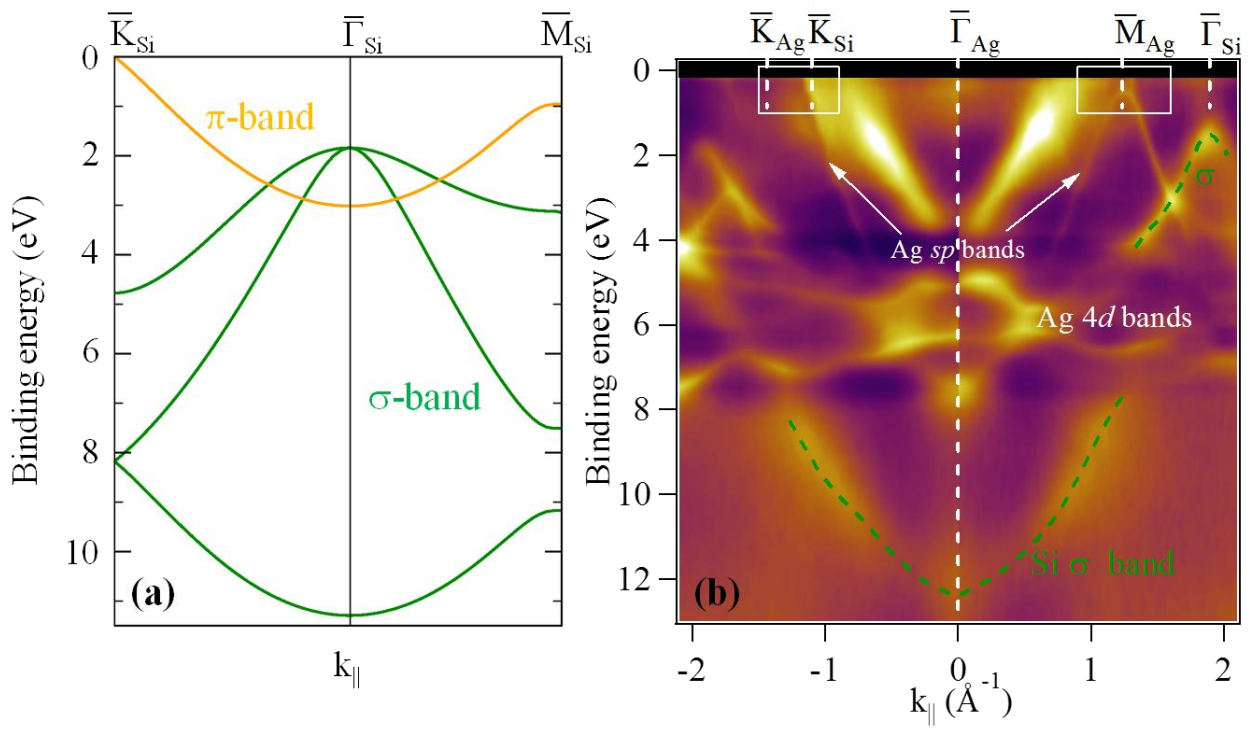 K̅Si Γ̅Si M̅Si
0
2
4
6
8
10
Binding energy (eV)
π-band
σ-band
(a)
k||
K̅Ag K̅Si Γ̅Ag M̅Ag Γ̅Si
0
2
4
6
8
10
12
Binding energy (eV)
σ
Ag sp bands
Ag 4d bands
Si σ band
(b)
-2 -1 0 1 2
k|| (Å-1)